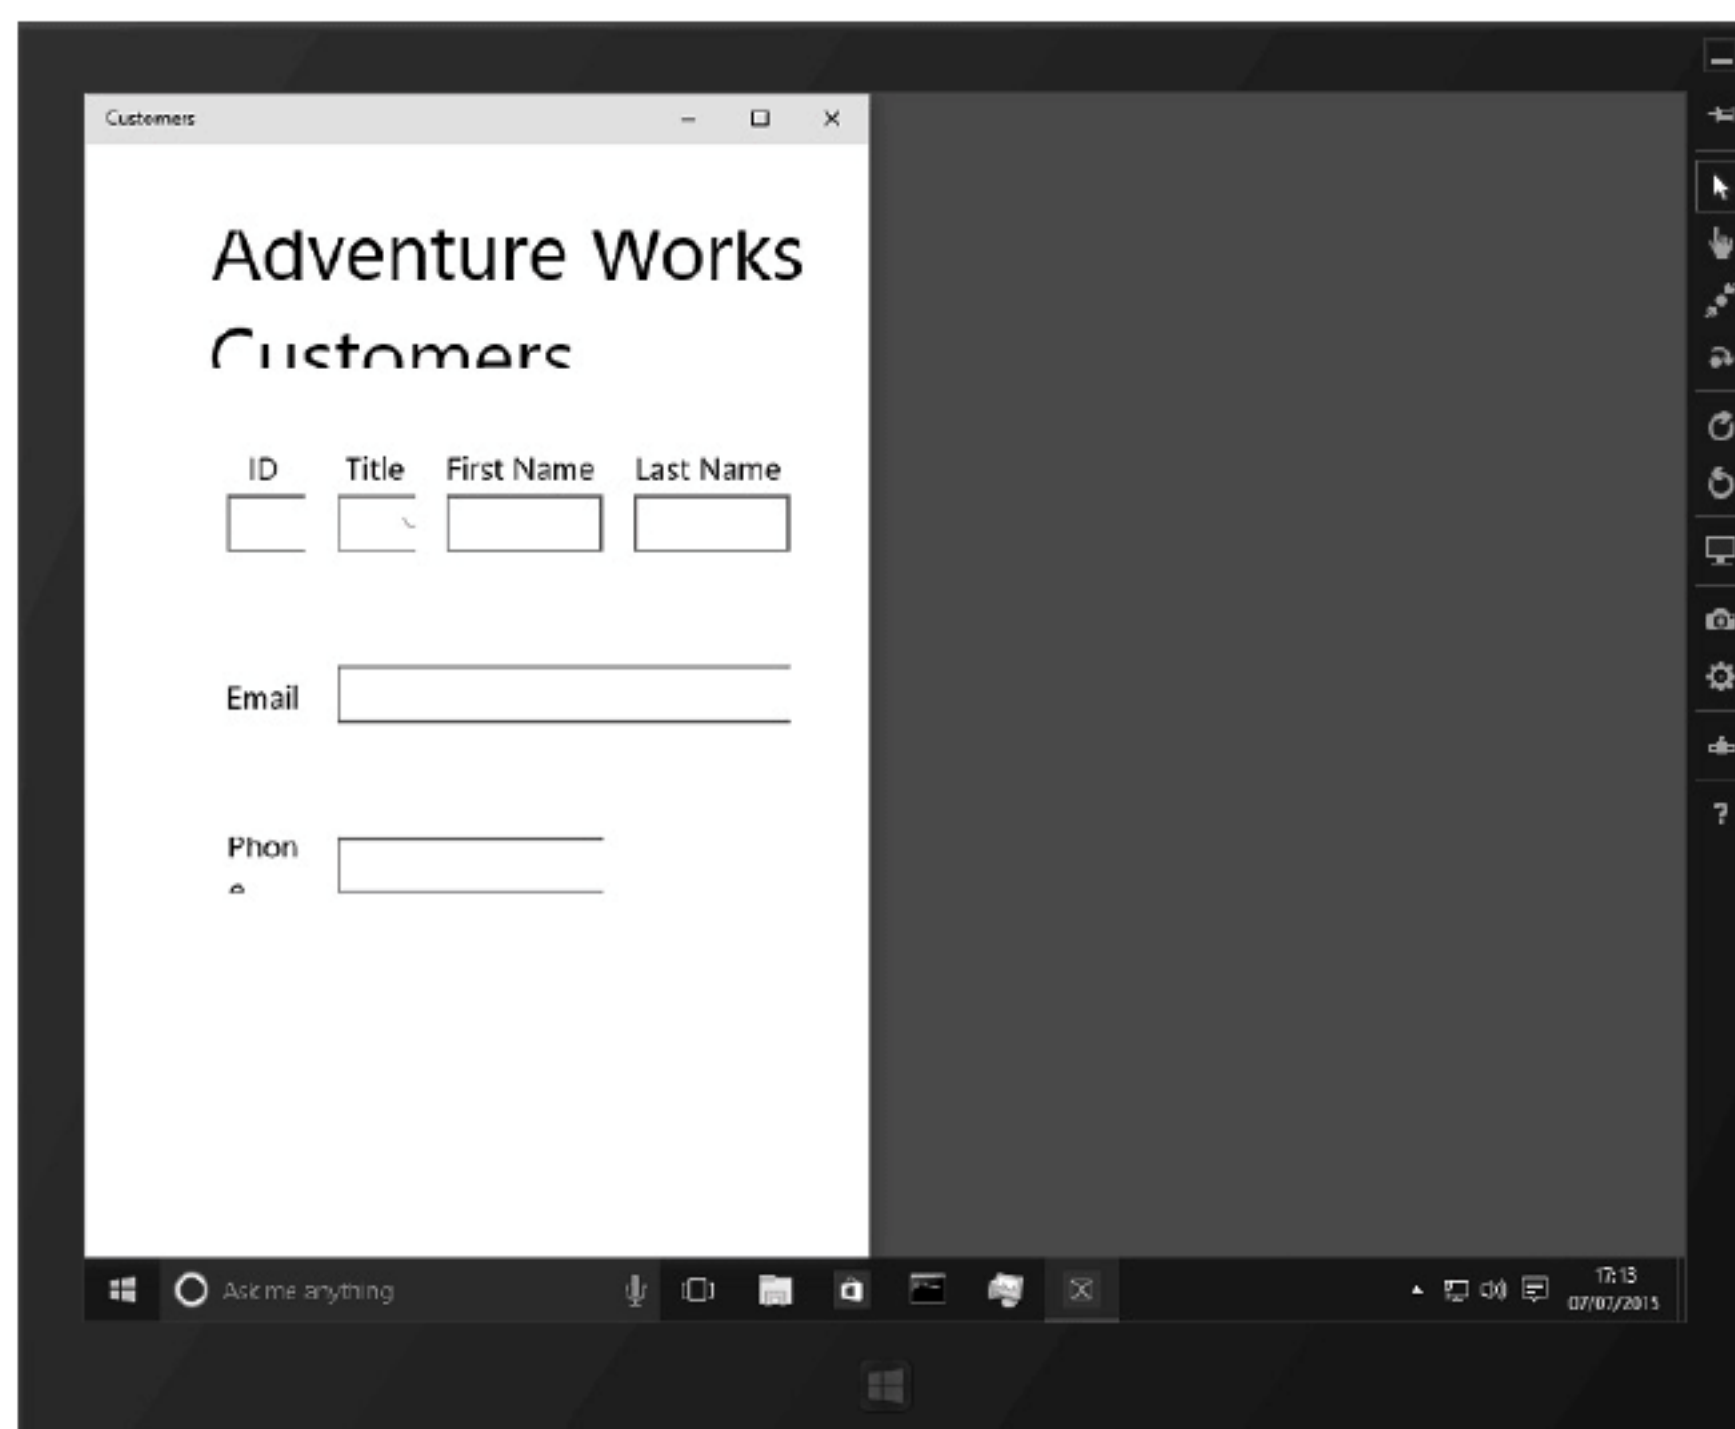 Customers
Adventure Works
Customers
ID Title First Name Last Name
Email
Phon
e
Ask me anything
17:13
07/07/2015
?